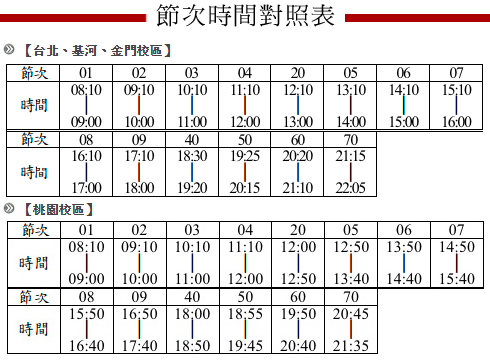 節次時間對照表
【台北、基河、金門校區】
節次 01 02 03 04 20 05 06 07
時間 08:10 09:10 10:10 11:10 12:10 13:10 14:10 15:10
09:00 10:00 11:00 12:00 13:00 14:00 15:00 16:00
節次 08 09 40 50 60 70
時間 16:10 17:10 18:30 19:25 20:20 21:15
17:00 18:00 19:20 20:15 21:10 22:05
【桃園校區】
節次 01 02 03 04 20 05 06 07
時間 08:10 09:10 10:10 11:10 12:00 12:50 13:50 14:50
09:00 10:00 11:00 12:00 12:50 13:40 14:40 15:40
節次 08 09 40 50 60 70
時間 15:50 16:50 18:00 18:55 19:50 20:45
16:40 17:40 18:50 19:45 20:40 21:35